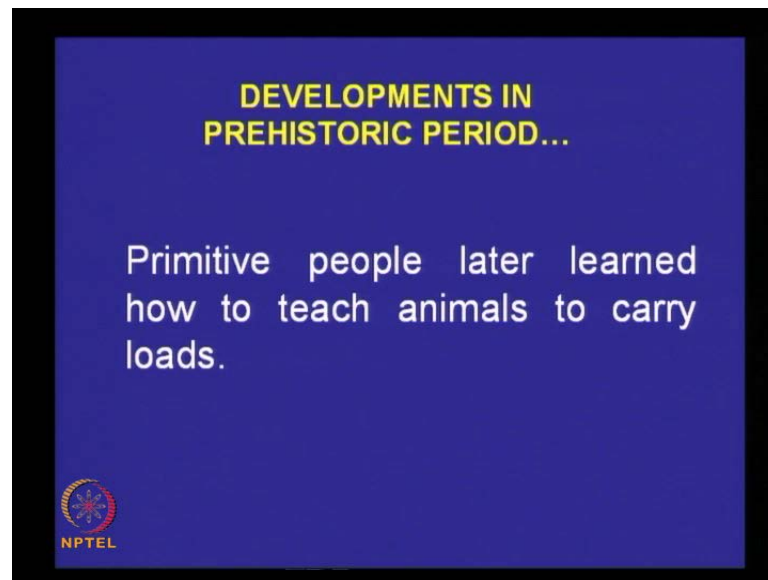 DEVELOPMENTS IN
PREHISTORIC PERIOD...
Primitive people later learned
how to teach animals to carry
loads.
NPTEL